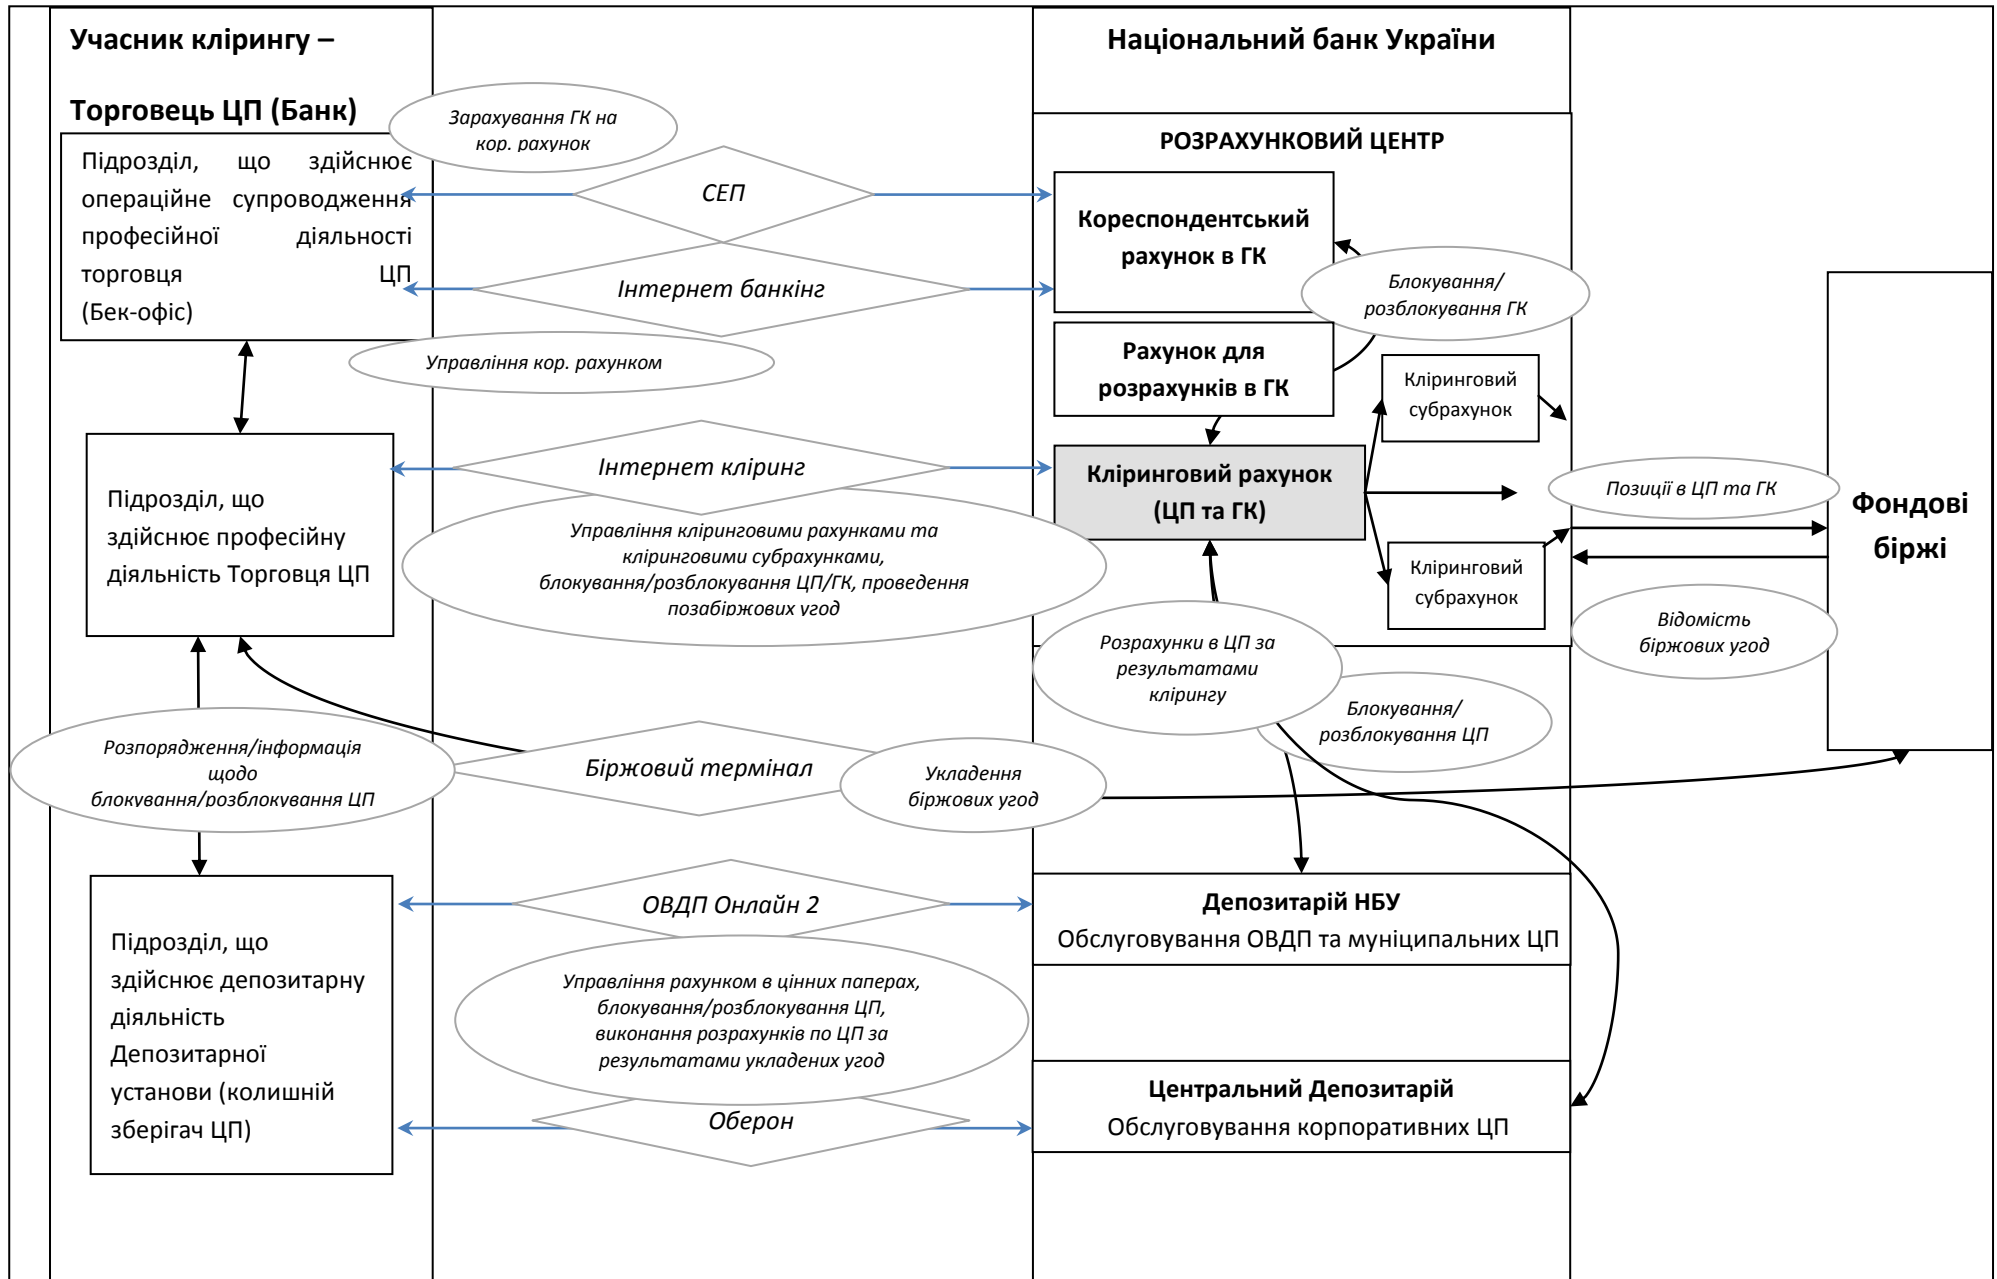 Учасник клірингу –
Торговець ЦП (Банк)
Національний банк України
Зарахування ГК на
кор. рахунок
РОЗРАХУНКОВИЙ ЦЕНТР
Підрозділ, що здійснює
операційне супроводження
професійної діяльності
торговця ЦП
(Бек-офіс)
СЕП
Кореспондентський
рахунок в ГК
Інтернет банкінг
Блокування/
розблокування ГК
Управління кор. рахунком
Рахунок для
розрахунків в ГК
Кліринговий
субрахунок
Інтернет кліринг
Кліринговий рахунок
(ЦП та ГК)
Позиції в ЦП та ГК
Фондові
біржі
Підрозділ, що
здійснює професійну
діяльність Торговця ЦП
Управління кліринговими рахунками та
кліринговими субрахунками,
блокування/розблокування ЦП/ГК, проведення
позабіржових угод
Кліринговий
субрахунок
Відомість
біржових угод
Розрахунки в ЦП за
результатами
клірингу
Блокування/
розблокування ЦП
Розпорядження/інформація
щодо
блокування/розблокування ЦП
Біржовий термінал
Укладення
біржових угод
ОВДП Онлайн 2
Депозитарій НБУ
Обслуговування ОВДП та муніципальних ЦП
Підрозділ, що
здійснює депозитарну
діяльність
Депозитарної
установи (колишній
зберігач ЦП)
Управління рахунком в цінних паперах,
блокування/розблокування ЦП,
виконання розрахунків по ЦП за
результатами укладених угод
Центральний Депозитарій
Обслуговування корпоративних ЦП
Оберон